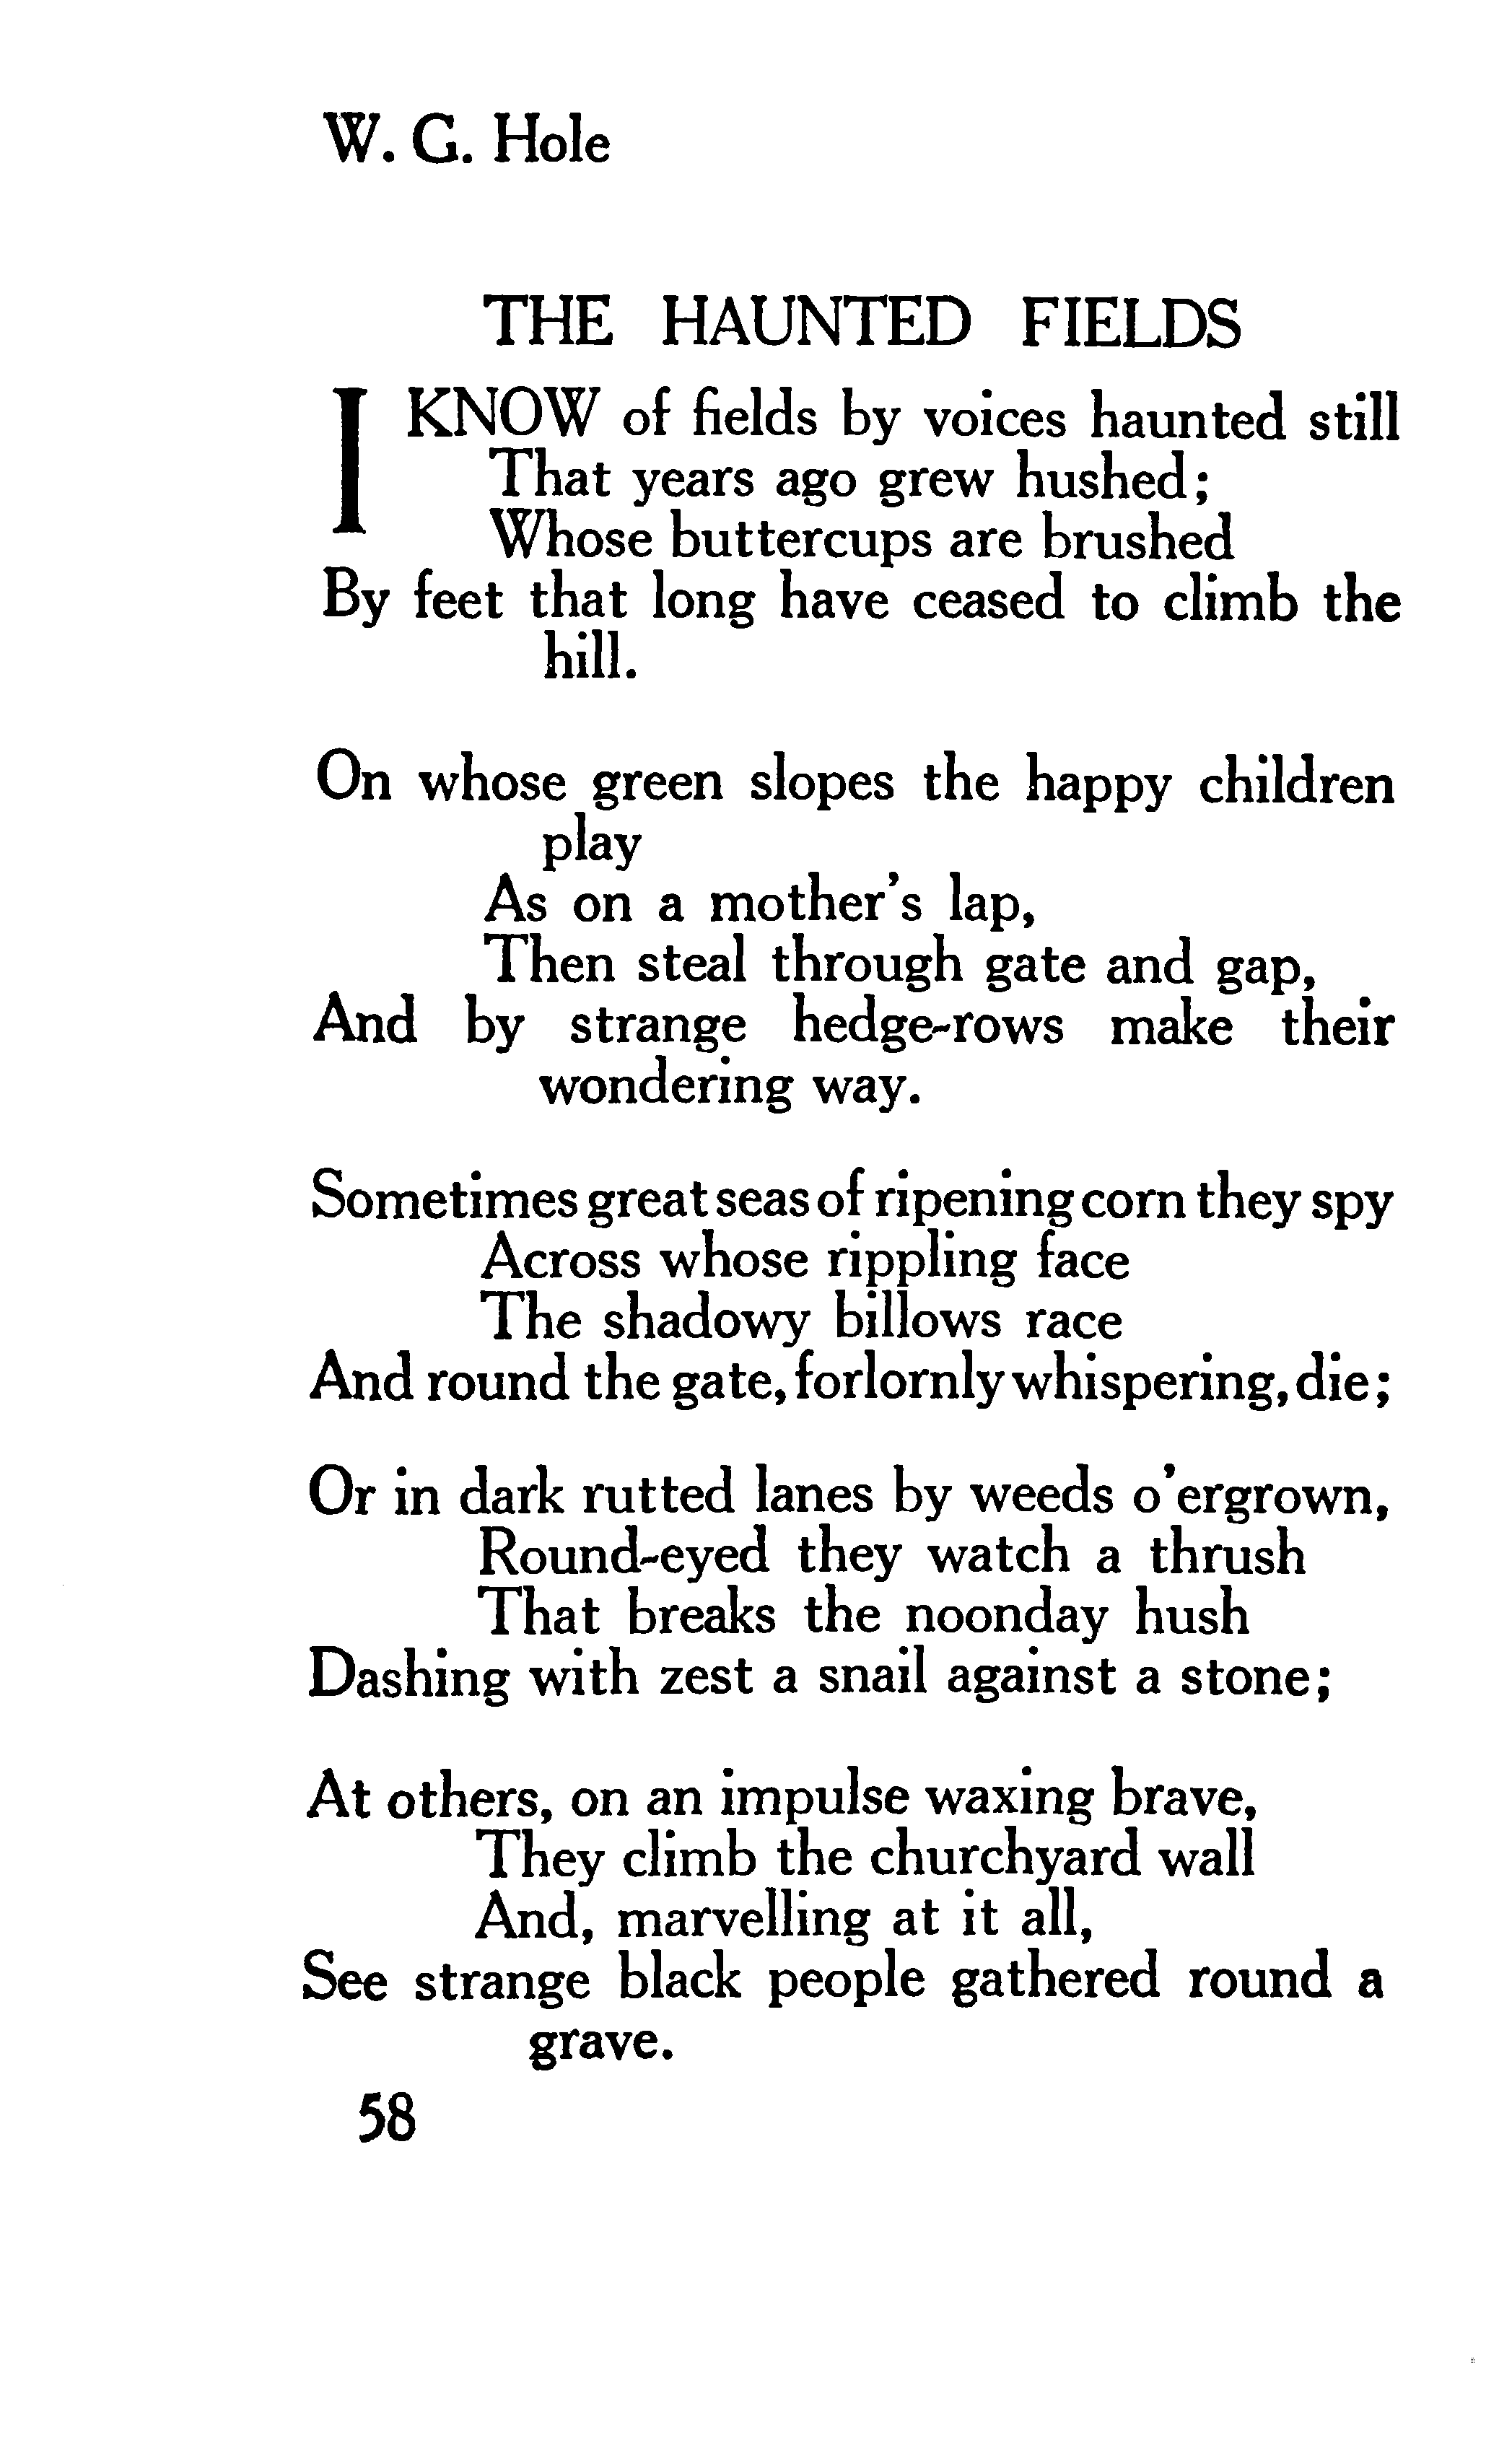 W. G. Hole
THE HAUNTED FIELDS
I KNOW of fields by voices haunted still
That years ago grew hushed;
Whose buttercups are brushed
By feet that long have ceased to climb the
hill.
On whose green slopes the happy children
play
As on a mother's lap,
Then steal through gate and gap,
And by strange hedge-rows make their
wondering way.
Sometimes great seas of ripening corn they spy
Across whose rippling face
The shadowy billows race
And round the gate, forlornly whispering, die;
Or in dark rutted lanes by weeds o'ergrown,
Round-eyed they watch a thrush
That breaks the noonday hush
Dashing with zest a snail against a stone;
At others, on an impulse waxing brave,
They climb the churchyard wall
And, marvelling at it all,
See strange black people gathered round a
grave.
58